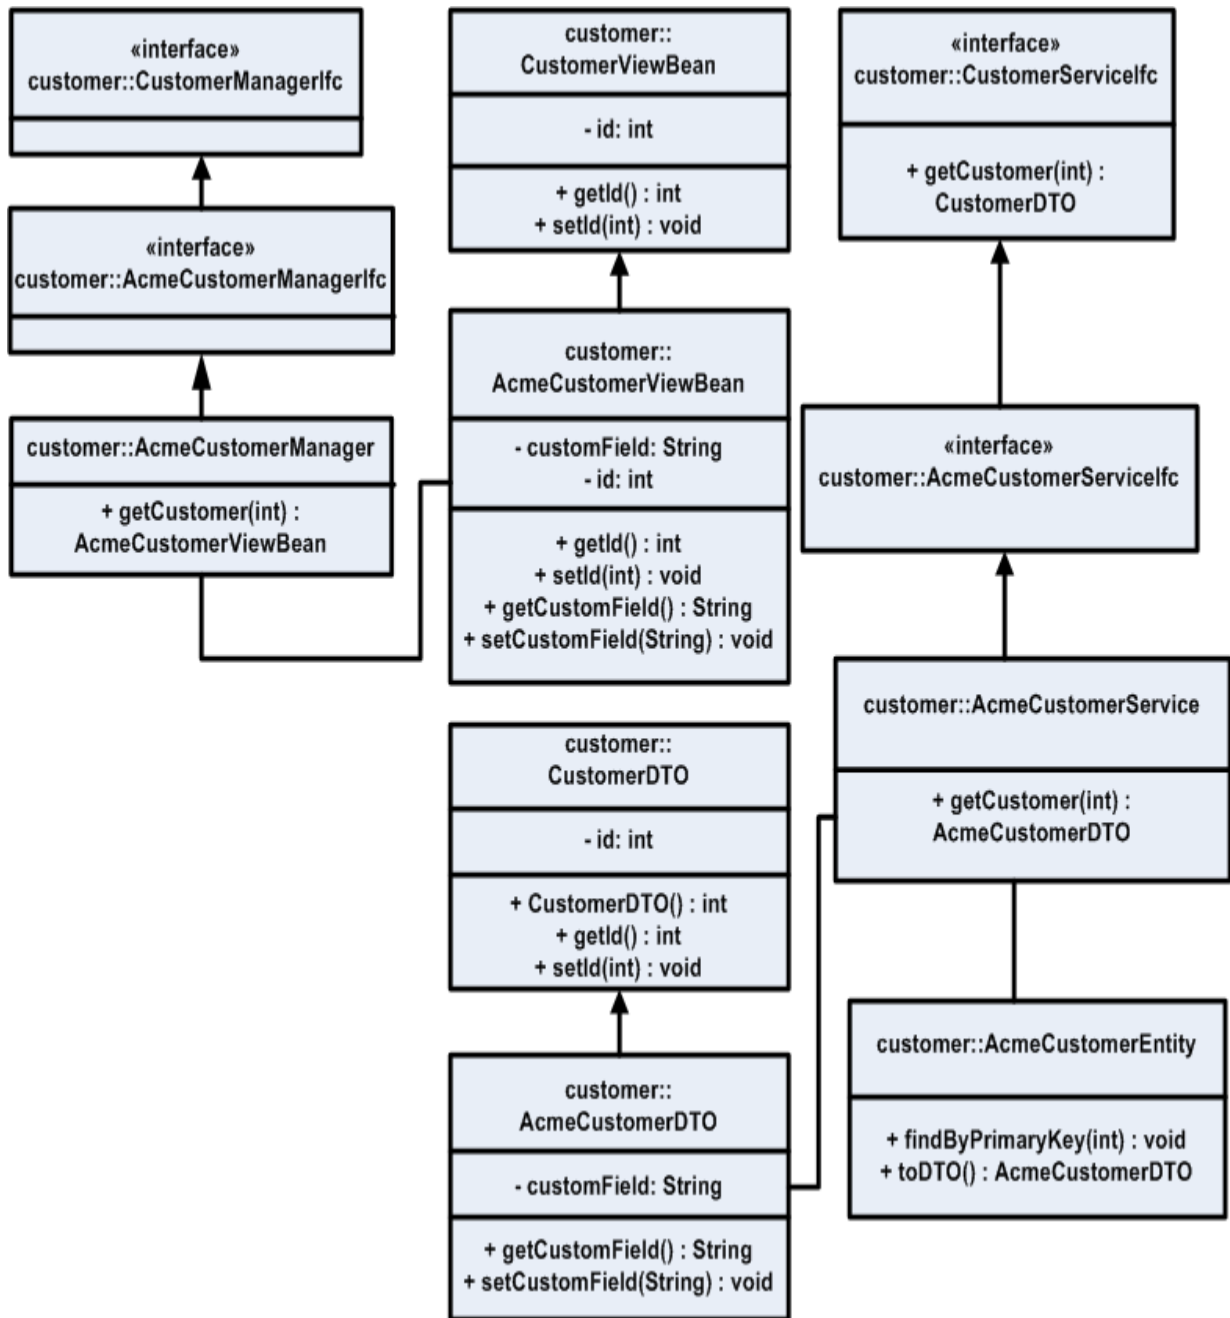 «interface»
customer::CustomerManagerIfc
«interface»
customer::AcmeCustomerManagerIfc
customer::AcmeCustomerManager
+ getCustomer(int) :
AcmeCustomerViewBean
customer::
CustomerViewBean
- id: int
+ getId() : int
+ setId(int) : void
customer::
AcmeCustomerViewBean
- customField: String
- id: int
+ getId() : int
+ setId(int) : void
+ getCustomField() : String
+ setCustomField(String) : void
customer::
CustomerDTO
- id: int
+ CustomerDTO() : int
+ getId() : int
+ setId(int) : void
customer::
AcmeCustomerDTO
- customField: String
+ getCustomField() : String
+ setCustomField(String) : void
«interface»
customer::CustomerServiceIfc
+ getCustomer(int) :
CustomerDTO
«interface»
customer::AcmeCustomerServiceIfc
customer::AcmeCustomerService
+ getCustomer(int) :
AcmeCustomerDTO
customer::AcmeCustomerEntity
+ findByPrimaryKey(int) : void
+ toDTO() : AcmeCustomerDTO